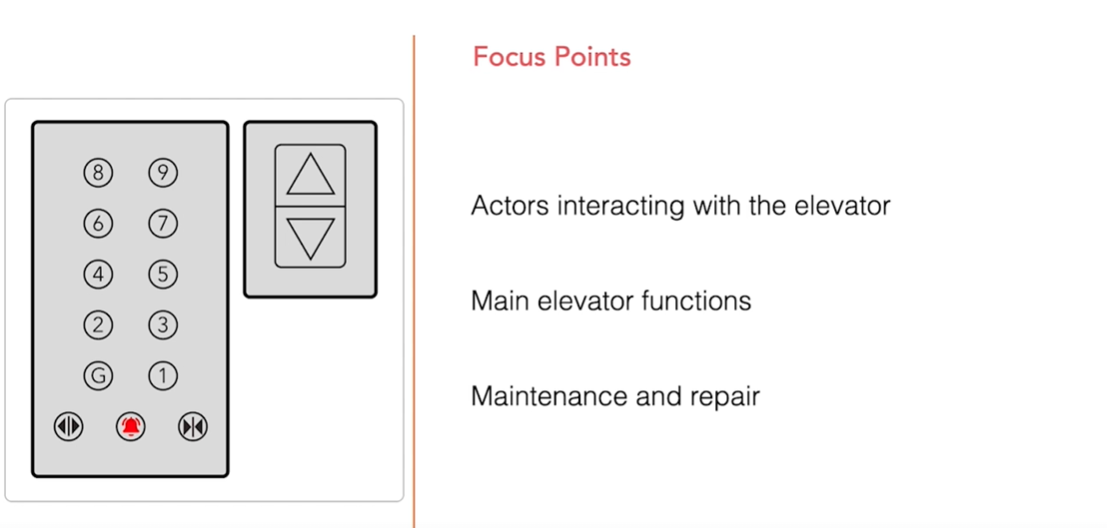 Focus Points
8 9
6 7
4 5
2 3
G 1
Actors interacting with the elevator
Main elevator functions
Maintenance and repair